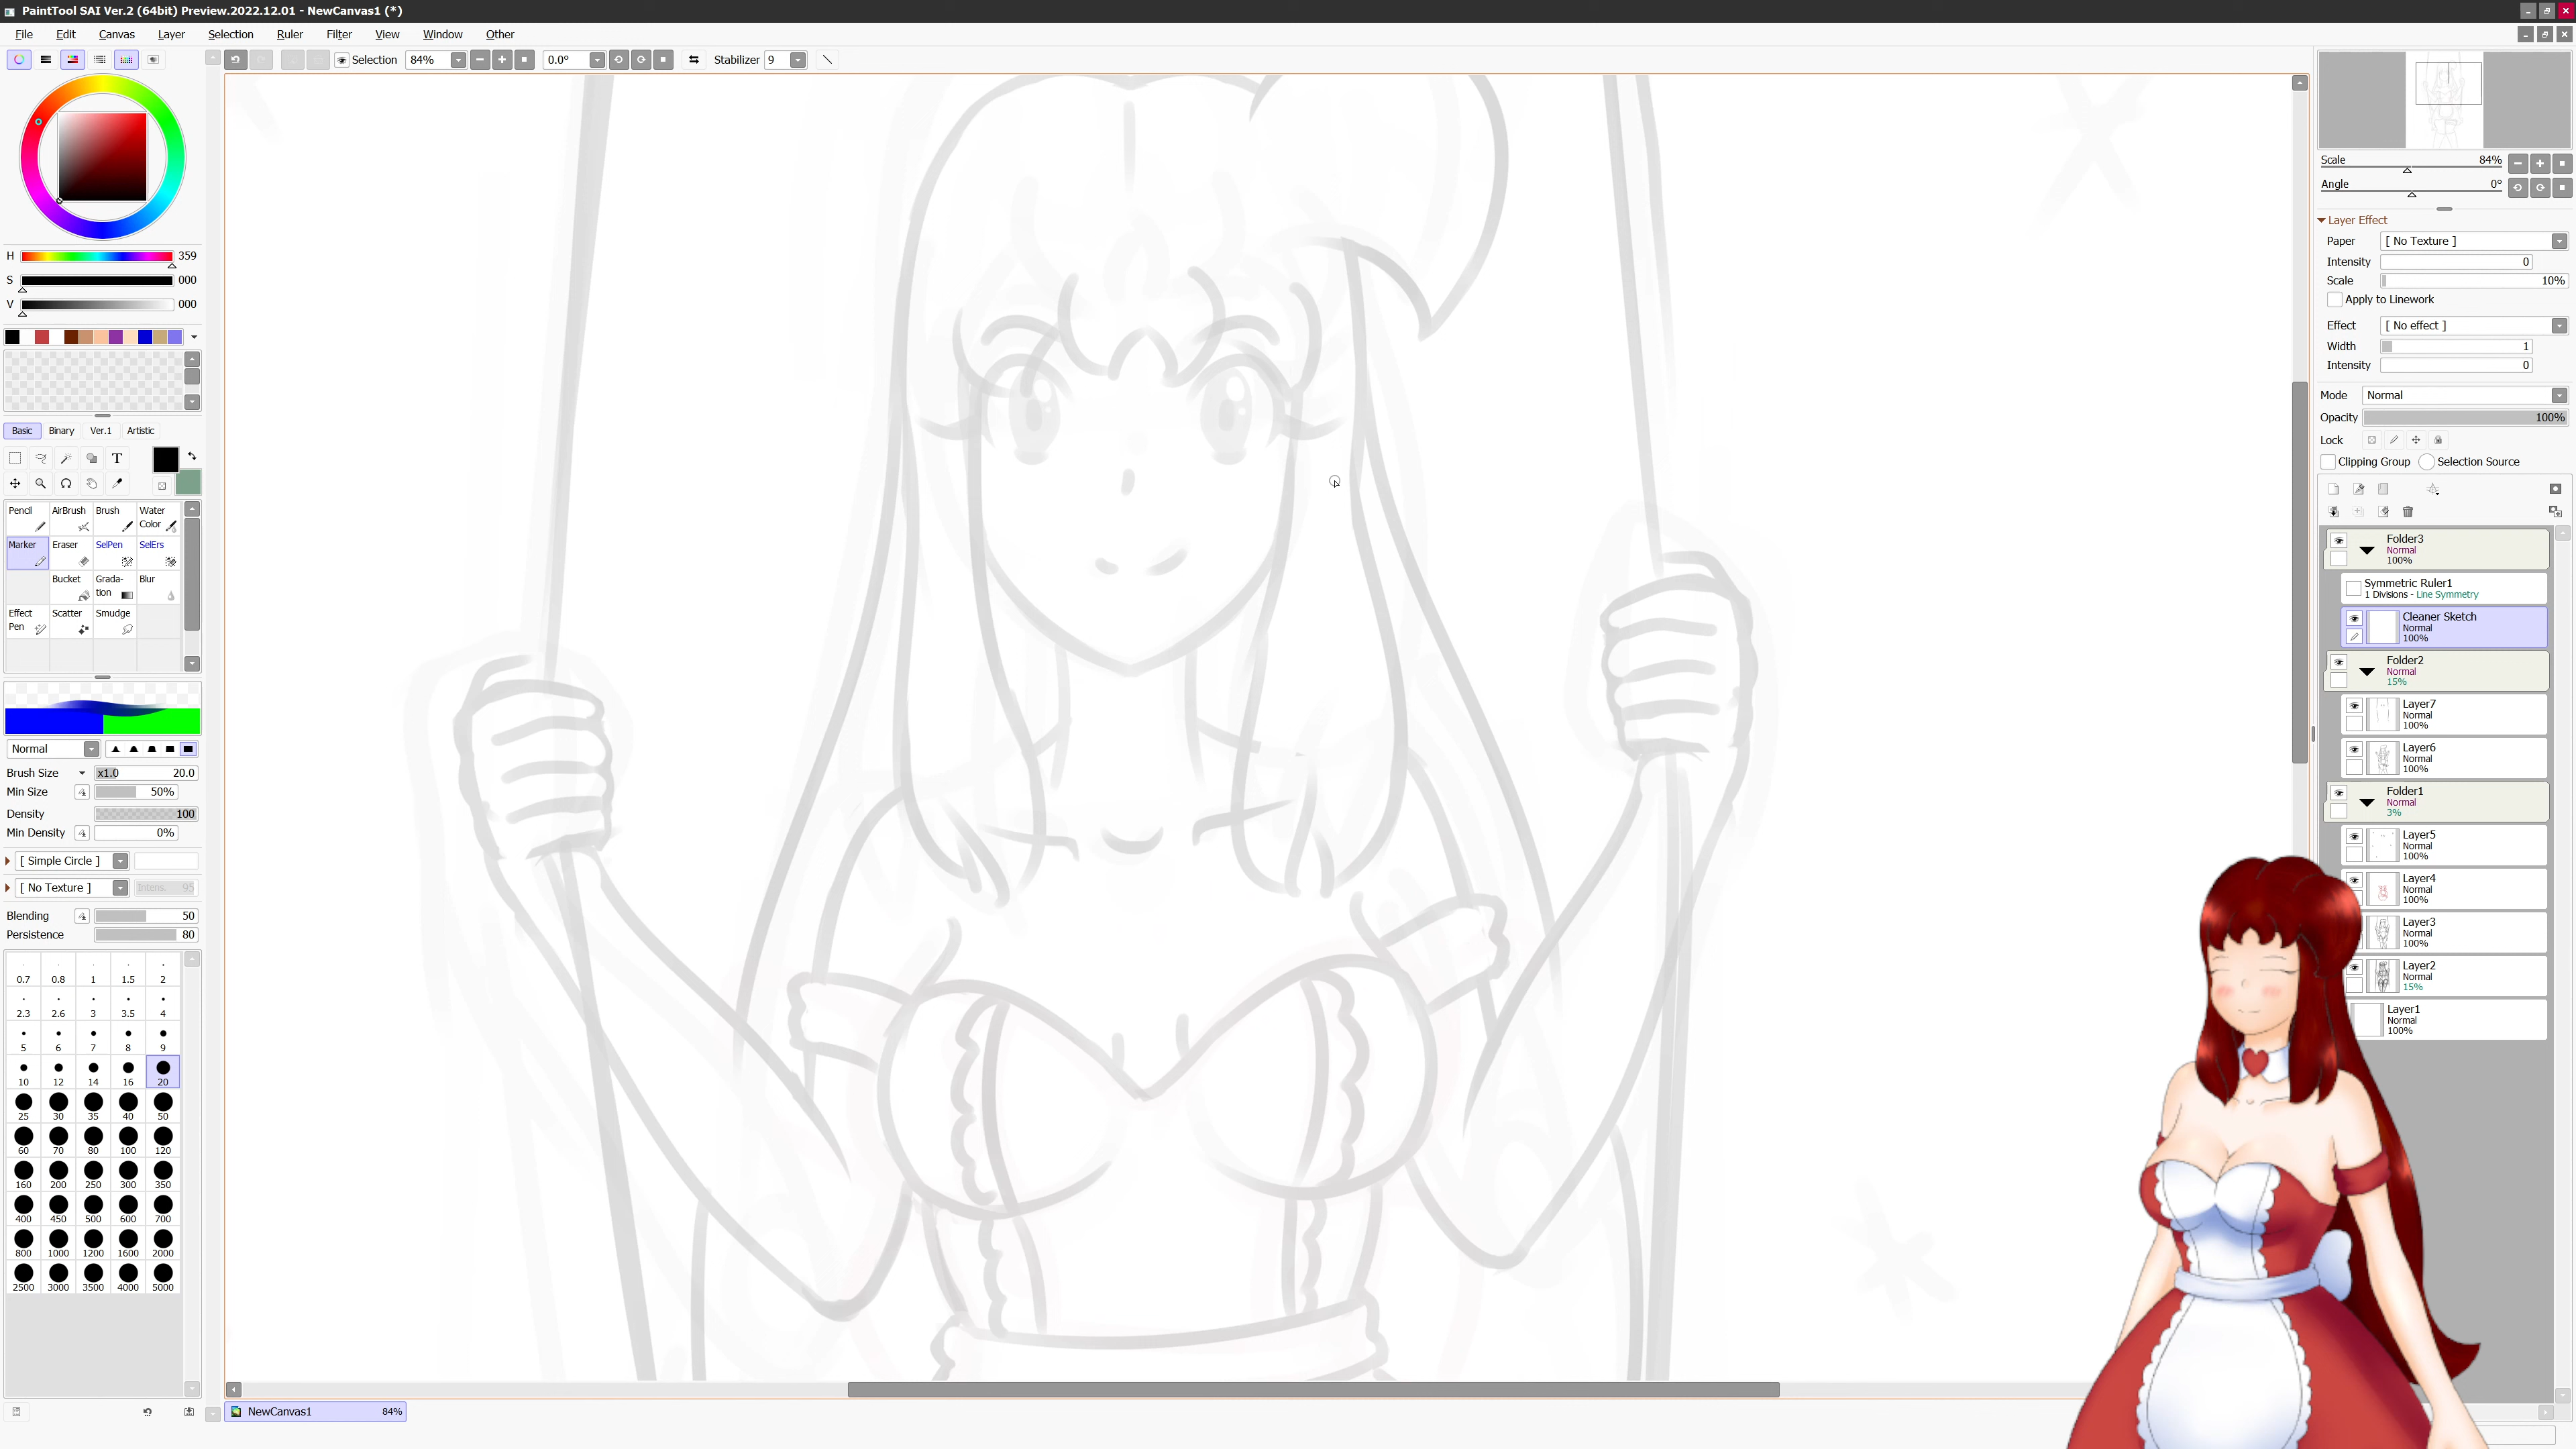 PaintTool SAI Ver.2 (64bit) Preview.2022.12.01 - NewCanvas1 (*)
File Edit Canvas Layer Selection Ruler Filter View Window Other
Selection 84% 0.0° Stabilizer 9
H 359
S 000
V 000
Basic Binary Ver.1 Artistic
T
Pencil AirBrush Brush Water Color
Marker Eraser SelPen SelErs
Bucket Grada-tion Blur
Effect Pen Scatter Smudge
Normal
Brush Size x1.0 20.0
Min Size 50%
Density 100
Min Density 0%
[ Simple Circle ]
[ No Texture ] Intens. 95
Blending 50
Persistence 80
0.7 0.8 1 1.5 2
2.3 2.6 3 3.5 4
5 6 7 8 9
10 12 14 16 20
25 30 35 40 50
60 70 80 100 120
160 200 250 300 350
400 450 500 600 700
800 1000 1200 1600 2000
2500 3000 3500 4000 5000
NewCanvas1 84%
Scale 84%
Angle 0°
Layer Effect
Paper [ No Texture ]
Intensity 0
Scale 10%
Apply to Linework
Effect [ No effect ]
Width 1
Intensity 0
Mode Normal
Opacity 100%
Lock
Clipping Group Selection Source
Folder3
Normal
100%
Symmetric Ruler1
1 Divisions - Line Symmetry
Cleaner Sketch
Normal
100%
Folder2
Normal
15%
Layer7
Normal
100%
Layer6
Normal
100%
Folder1
Normal
3%
Layer5
Normal
100%
Layer4
Normal
100%
Layer3
Normal
100%
Layer2
Normal
15%
Layer1
Normal
100%